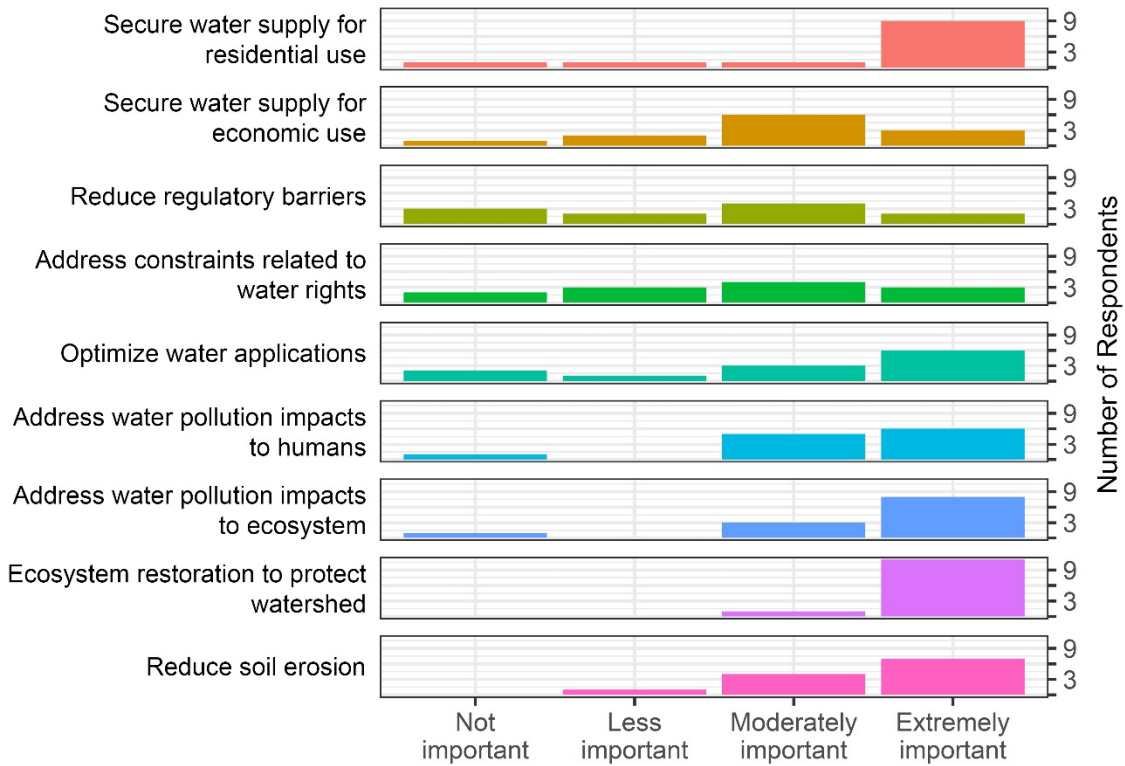 Secure water supply for
residential use
9
3
Secure water supply for
economic use
9
3
Reduce regulatory barriers
9
3
Address constraints related to
water rights
9
3
Optimize water applications
9
3
Address water pollution impacts
to humans
9
3
Address water pollution impacts
to ecosystem
9
3
Ecosystem restoration to protect
watershed
9
3
Reduce soil erosion
9
3
Number of Respondents
Not
important
Less
important
Moderately
important
Extremely
important